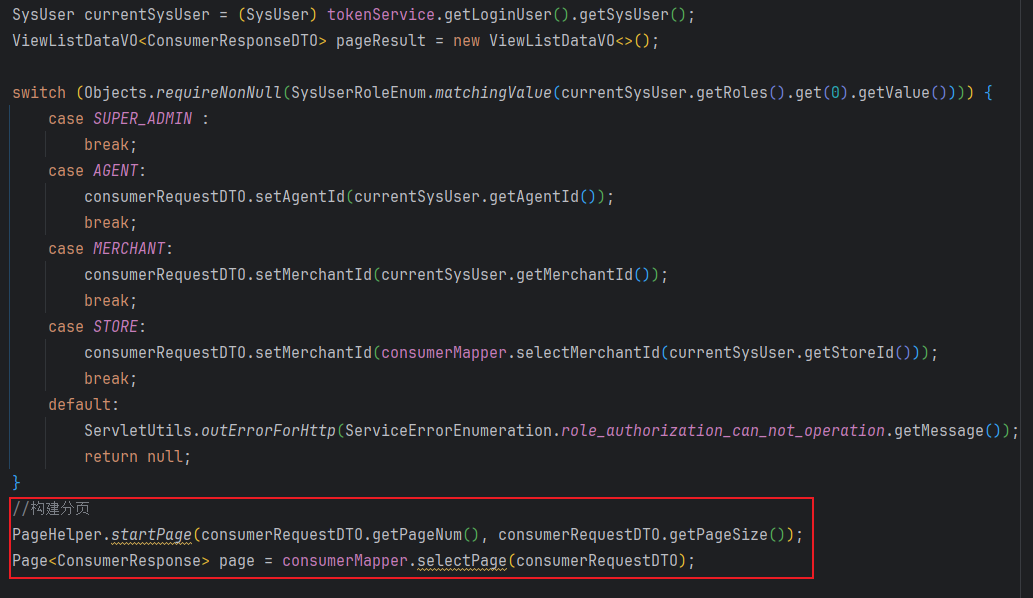 SysUser currentSysUser = (SysUser) tokenService.getLoginUser().getSysUser();
ViewListDataVO<ConsumerResponseDTO> pageResult = new ViewListDataVO<>();
switch (Objects.requireNonNull(SysUserRoleEnum.matchingValue(currentSysUser.getRoles().get(0).getValue()))) {
case SUPER_ADMIN :
break;
case AGENT:
consumerRequestDTO.setAgentId(currentSysUser.getAgentId());
break;
case MERCHANT:
consumerRequestDTO.setMerchantId(currentSysUser.getMerchantId());
break;
case STORE:
consumerRequestDTO.setMerchantId(consumerMapper.selectMerchantId(currentSysUser.getStoreId()));
break;
default:
ServletUtils.outErrorForHttp(ServiceErrorEnumeration.role_authorization_can_not_operation.getMessage());
return null;
}
//构建分页
PageHelper.startPage(consumerRequestDTO.getPageNum(), consumerRequestDTO.getPageSize());
Page<ConsumerResponse> page = consumerMapper.selectPage(consumerRequestDTO);